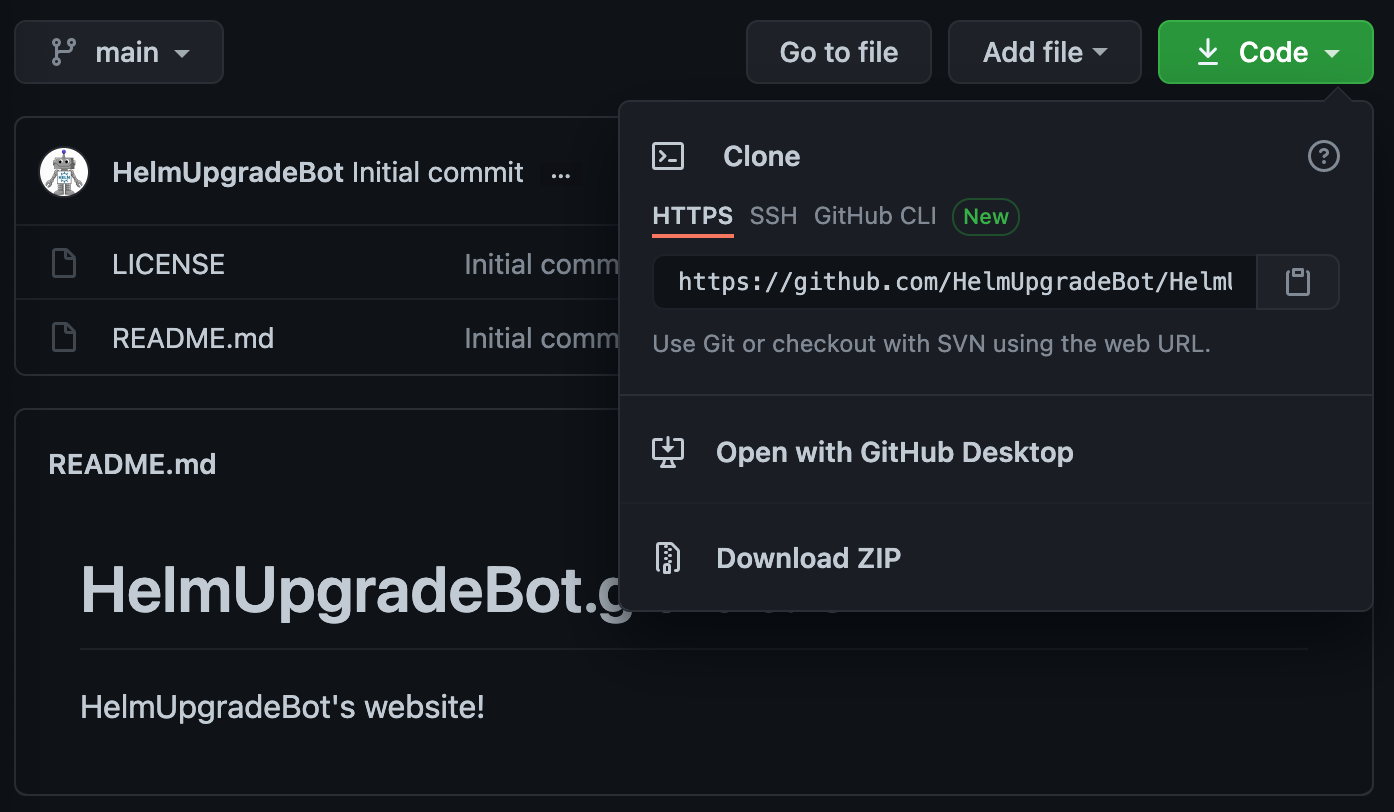 main
Go to file
Add file
Code
HelmUpgradeBot Initial commit ...
Clone
HTTPS SSH GitHub CLI New
https://github.com/HelmUpgradeBot/Helm
Use Git or checkout with SVN using the web URL.
LICENSE Initial comm
README.md Initial comm
Open with GitHub Desktop
Download ZIP
README.md
HelmUpgradeBot.g
HelmUpgradeBot's website!